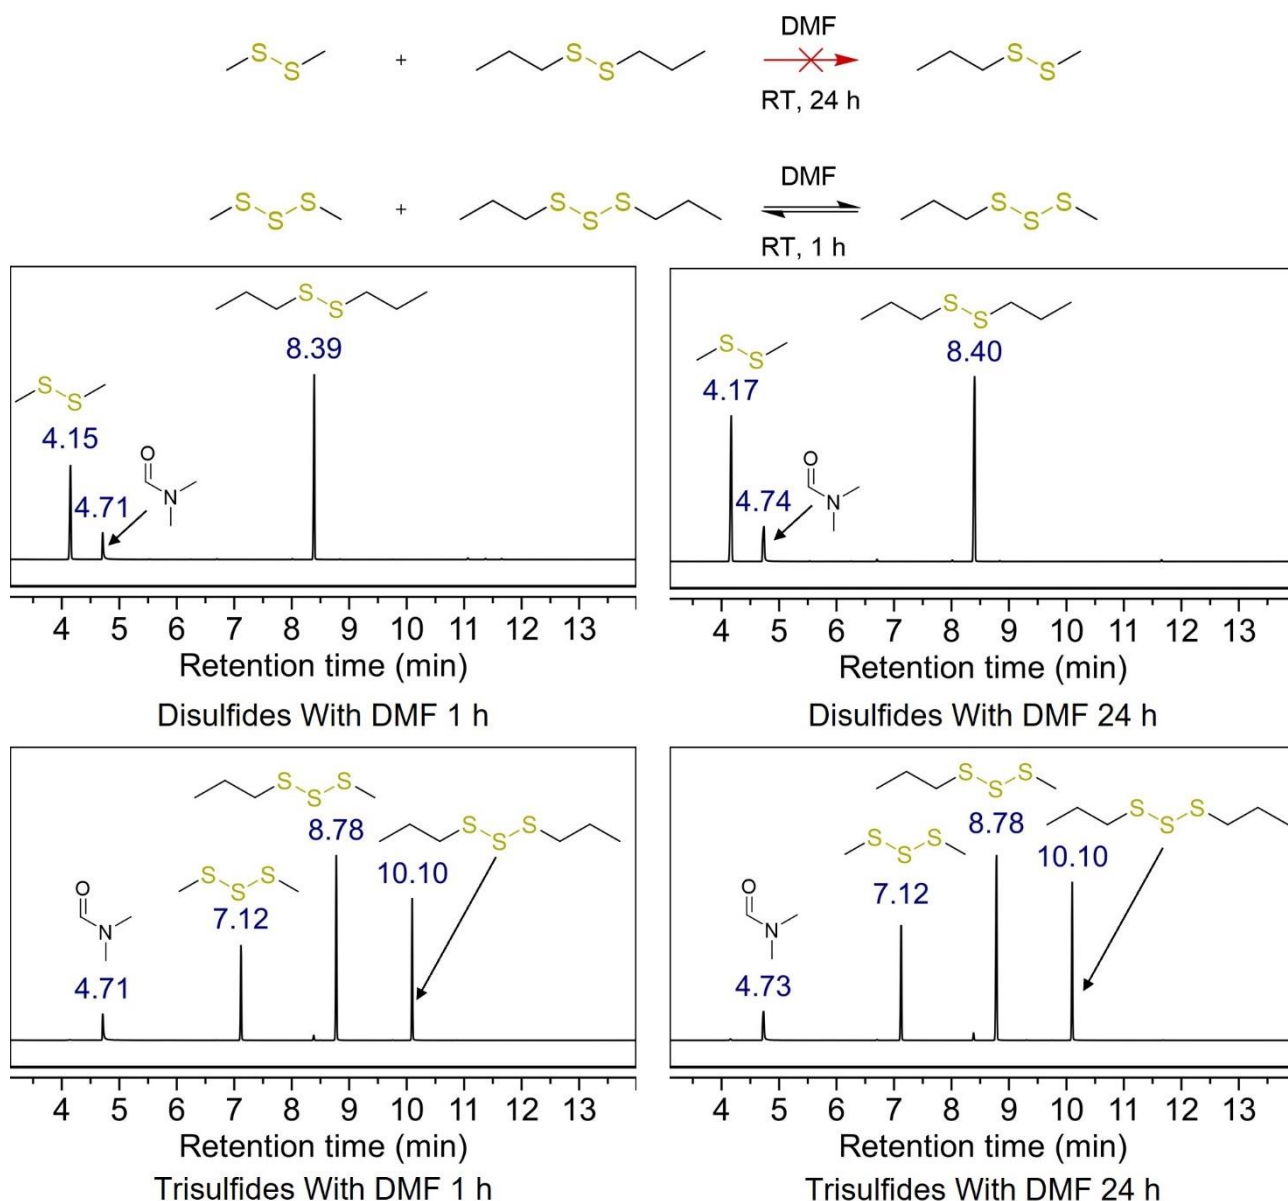 DMF
S
S
+
S
S
RT, 24 h
S
S
DMF
S S S
+
S S S
RT, 1 h
S S S
S
S
8.39
S
S
4.15
O
N
4.71
4 5 6 7 8 9 10 11 12 13
Retention time (min)
Disulfides With DMF 1 h
S
S
8.40
S
S
4.17
O
N
4.74
4 5 6 7 8 9 10 11 12 13
Retention time (min)
Disulfides With DMF 24 h
S S S
8.78
S S S
10.10
S S S
7.12
O
N
4.71
4 5 6 7 8 9 10 11 12 13
Retention time (min)
Trisulfides With DMF 1 h
S S S
8.78
S S S
10.10
S S S
7.12
O
N
4.73
4 5 6 7 8 9 10 11 12 13
Retention time (min)
Trisulfides With DMF 24 h